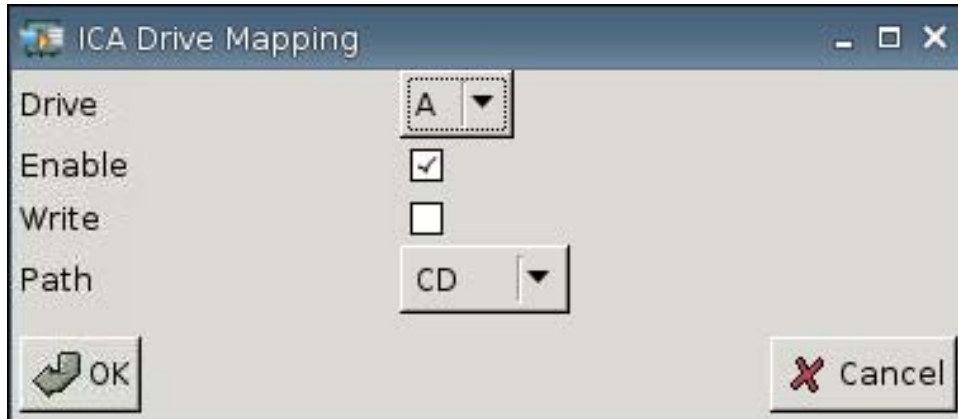 ICA Drive Mapping
Drive A
Enable
Write
Path CD
OK Cancel